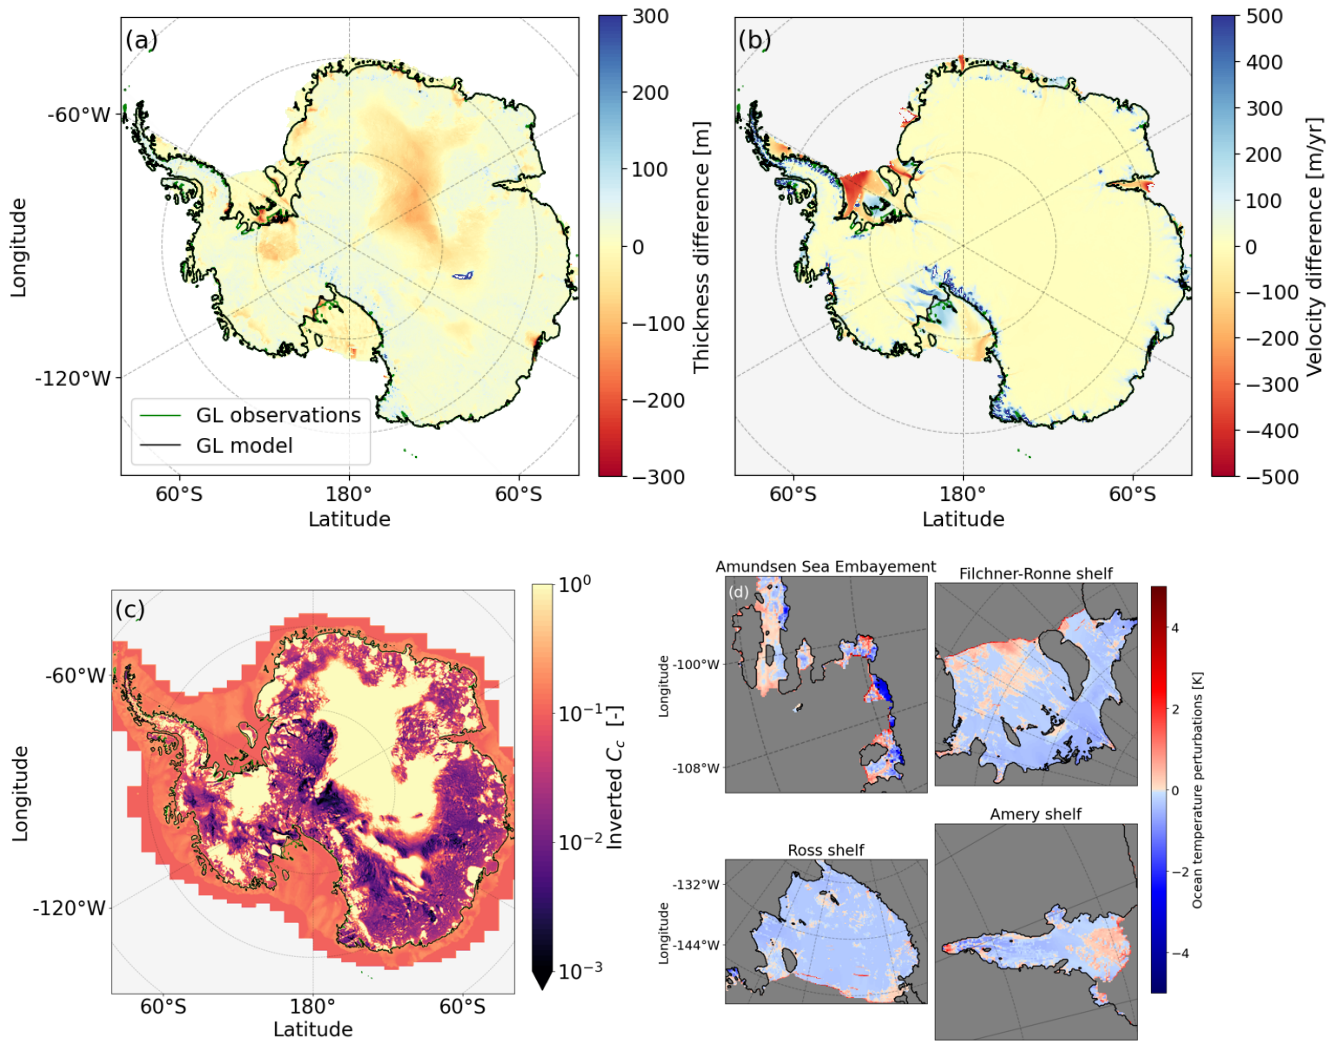 (a)
-60°W
-120°W
Longitude
GL observations
GL model
60°S
180°
60°S
Latitude
300
200
100
0
−100
−200
−300
Thickness difference [m]
(b)
60°S
180°
60°S
Latitude
500
400
300
200
100
0
−100
−200
−300
−400
−500
Velocity difference [m/yr]
(c)
-60°W
-120°W
Longitude
60°S
180°
60°S
Latitude
10⁰
10⁻¹
10⁻²
10⁻³
Inverted C_c [-]
Amundsen Sea Embayement
(d)
-100°W
-108°W
Longitude
Filchner-Ronne shelf
Ross shelf
-132°W
-144°W
Longitude
Amery shelf
4
2
0
−2
−4
Ocean temperature perturbations [K]